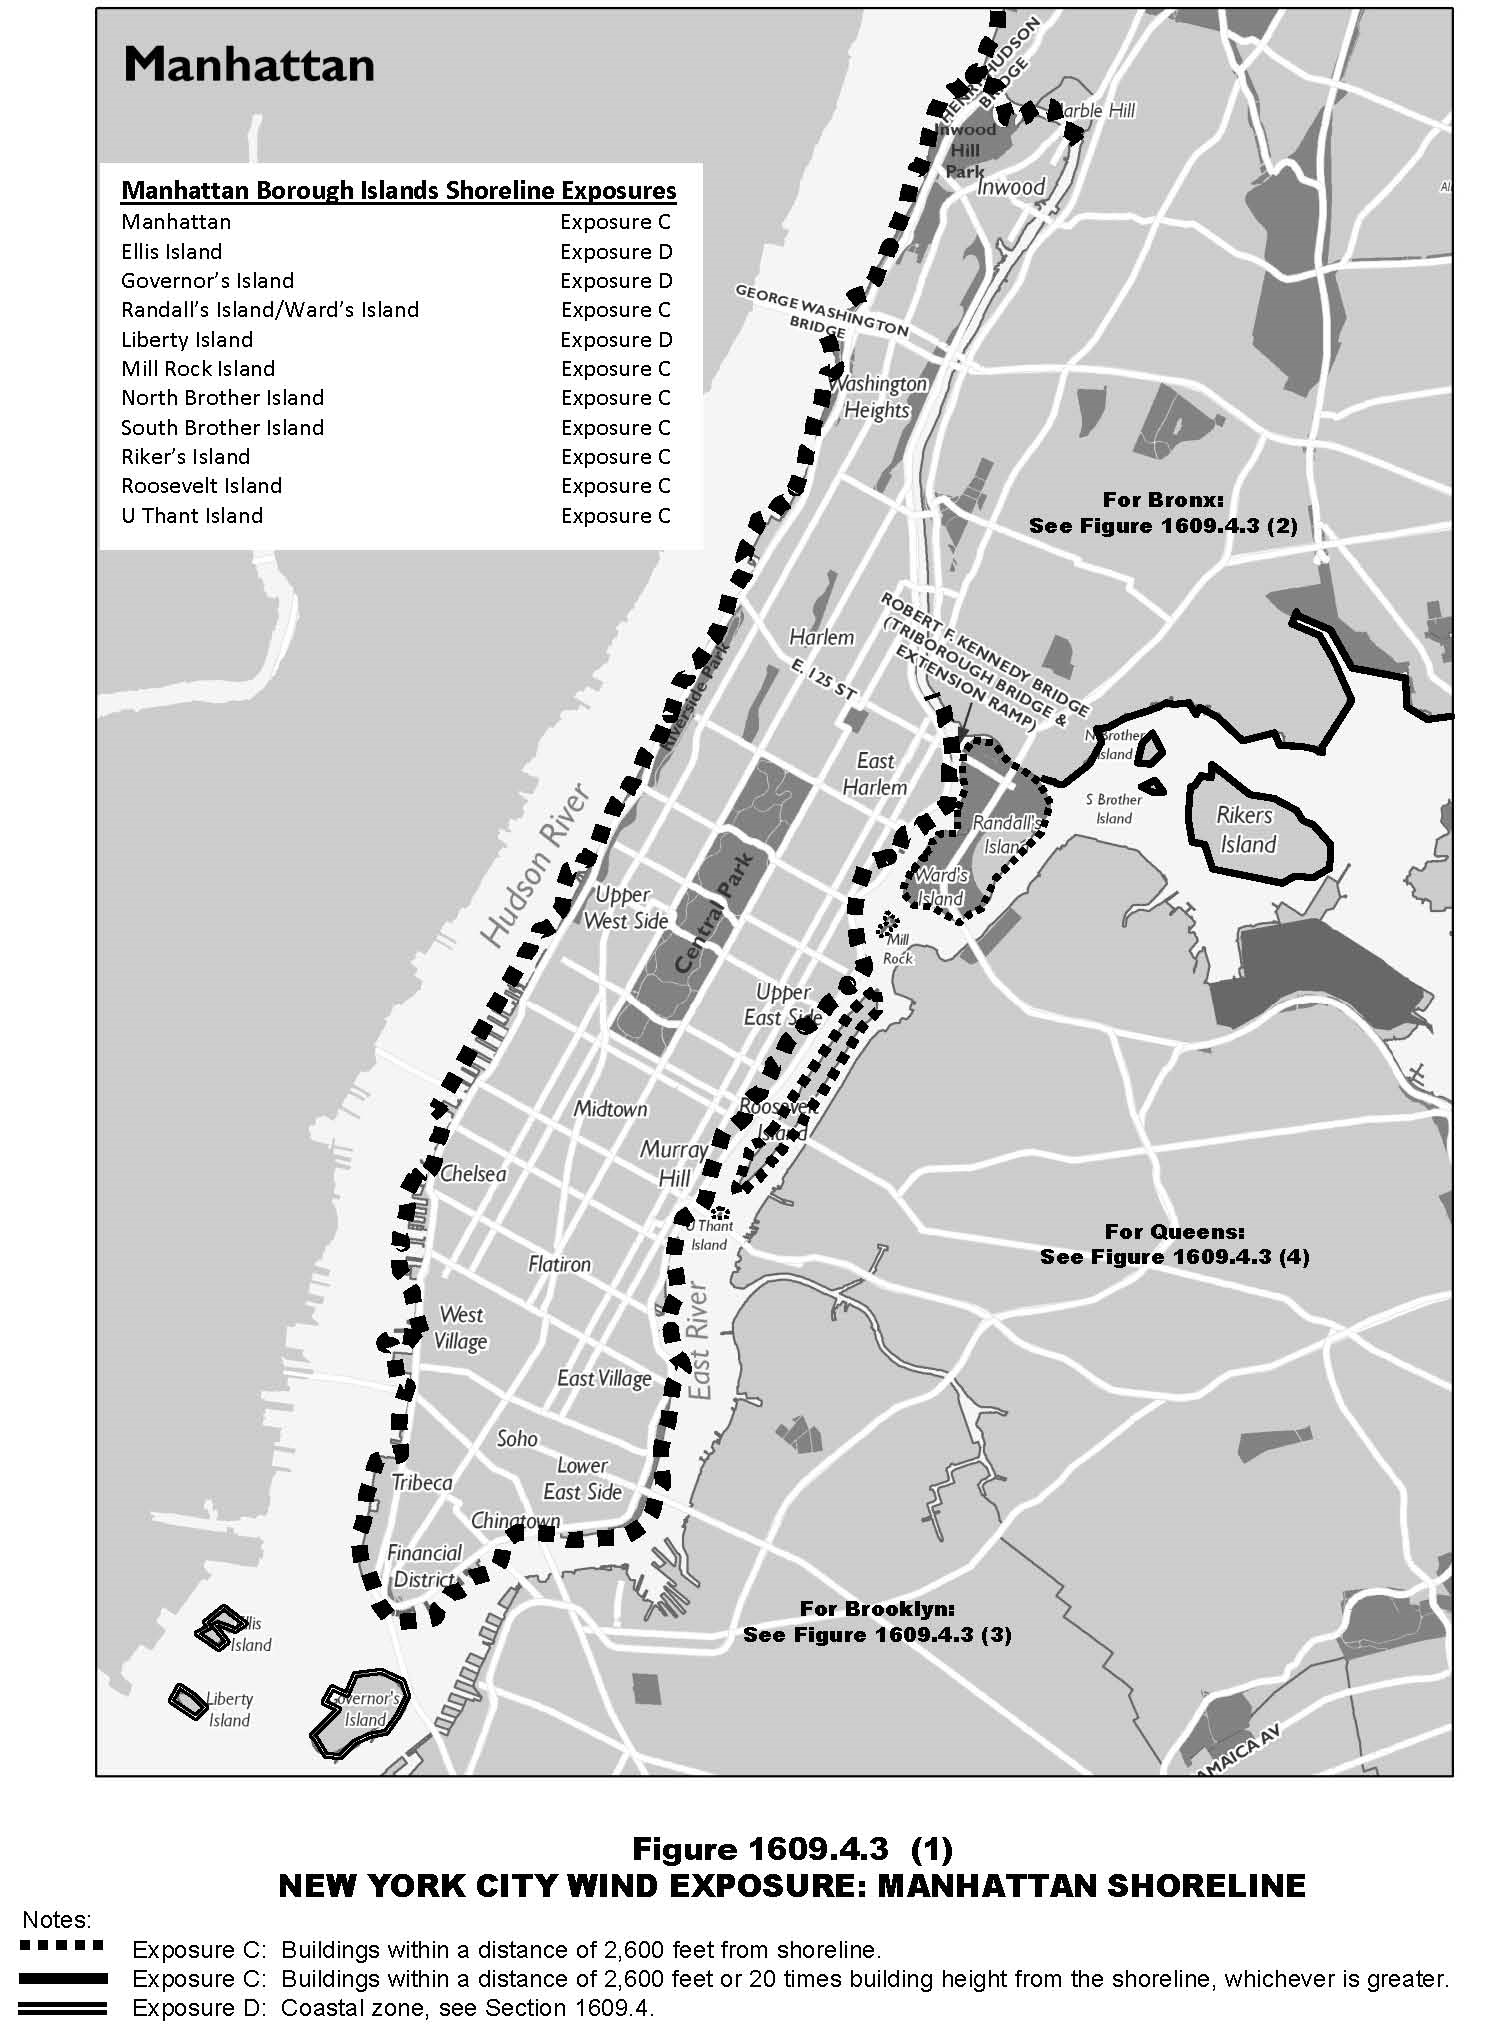 Manhattan
Manhattan Borough Islands Shoreline Exposures
Manhattan Exposure C
Ellis Island Exposure D
Governor's Island Exposure D
Randall's Island/Ward's Island Exposure C
Liberty Island Exposure D
Mill Rock Island Exposure C
North Brother Island Exposure C
South Brother Island Exposure C
Riker's Island Exposure C
Roosevelt Island Exposure C
U Thant Island Exposure C
HENRY HUDSON
BRIDGE
arble Hill
Inwood
Hill
Park
Inwood
GEORGE WASHINGTON
BRIDGE
Washington
Heights
For Bronx:
See Figure 1609.4.3 (2)
ROBERT F. KENNEDY BRIDGE
(TRIBOROUGH BRIDGE &
EXTENSION RAMP)
Harlem
E. 125 ST
Riverside Park
East
Harlem
N Brother
Island
S Brother
Island
Rikers
Island
Randall's
Island
Ward's
Island
Mill
Rock
Hudson River
Upper
West Side
Central Park
Upper
East Side
Roosevelt
Island
Midtown
Murray
Hill
Chelsea
U Thant
Island
For Queens:
See Figure 1609.4.3 (4)
Flatiron
West
Village
East River
East Village
Soho
Lower
East Side
Tribeca
Chinatown
Financial
District
For Brooklyn:
See Figure 1609.4.3 (3)
Ellis
Island
Liberty
Island
Governor's
Island
AMAICA AV
Figure 1609.4.3 (1)
NEW YORK CITY WIND EXPOSURE: MANHATTAN SHORELINE
Notes:
Exposure C: Buildings within a distance of 2,600 feet from shoreline.
Exposure C: Buildings within a distance of 2,600 feet or 20 times building height from the shoreline, whichever is greater.
Exposure D: Coastal zone, see Section 1609.4.